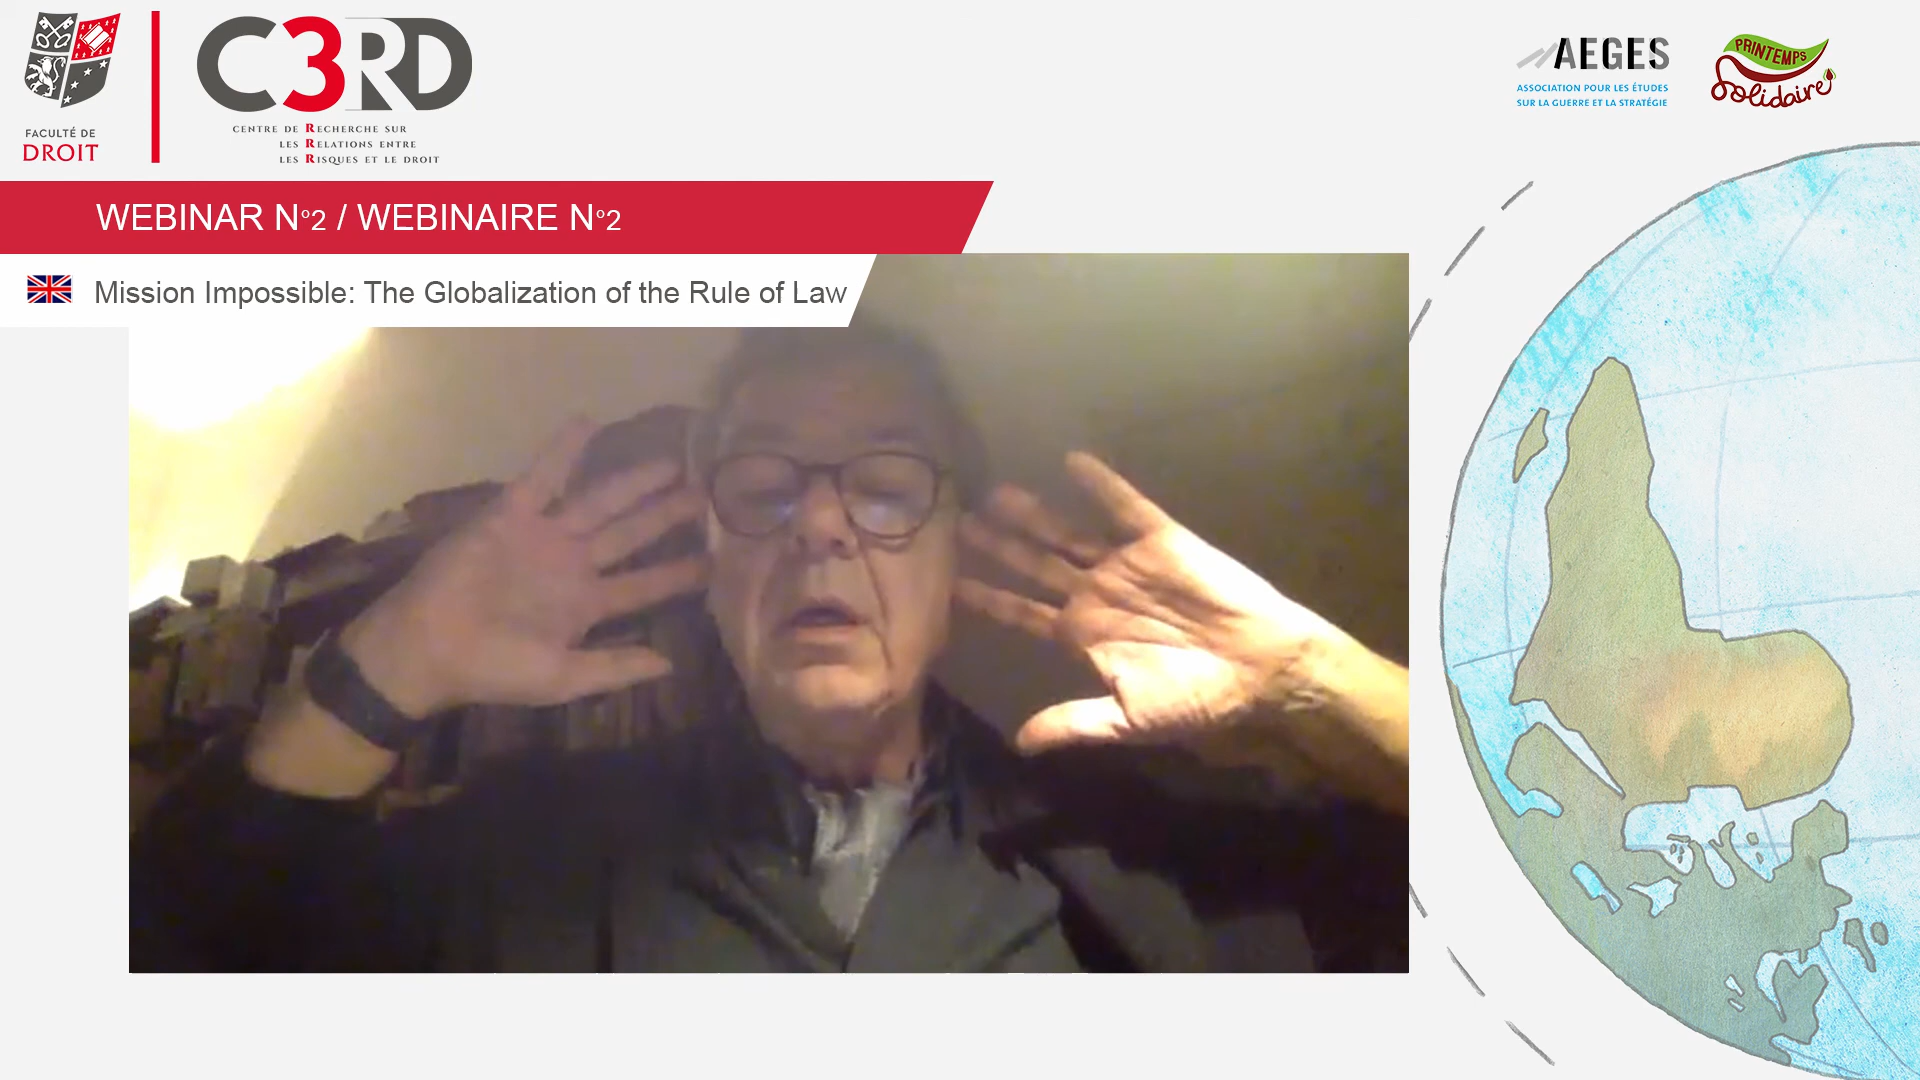 C3RD
FACULTÉ DE
DROIT
CENTRE DE RECHERCHE SUR
LES RELATIONS ENTRE
LES RISQUES ET LE DROIT
AEGES
ASSOCIATION POUR LES ÉTUDES
SUR LA GUERRE ET LA STRATÉGIE
PRINTEMPS
Solidaire
WEBINAR N°2 / WEBINAIRE N°2
Mission Impossible: The Globalization of the Rule of Law